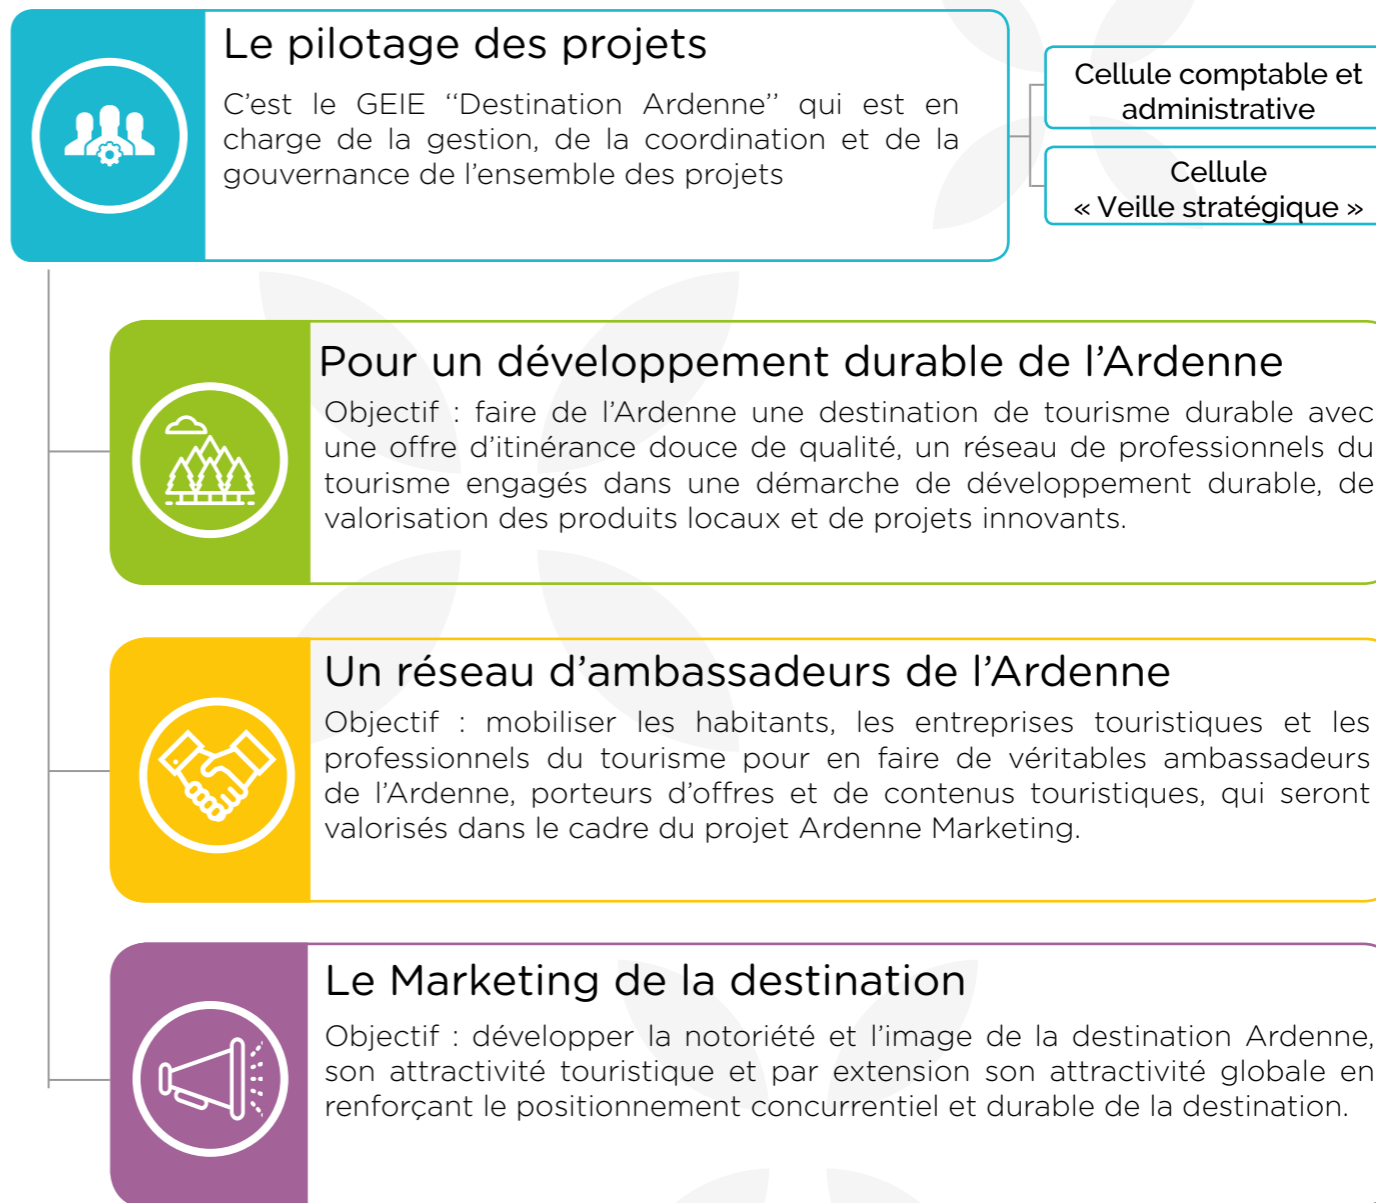 Le pilotage des projets
C’est le GEIE ‘‘Destination Ardenne’’ qui est en
charge de la gestion, de la coordination et de la
gouvernance de l’ensemble des projets
Cellule comptable et
administrative
Cellule
« Veille stratégique »
Pour un développement durable de l’Ardenne
Objectif : faire de l’Ardenne une destination de tourisme durable avec
une offre d’itinérance douce de qualité, un réseau de professionnels du
tourisme engagés dans une démarche de développement durable, de
valorisation des produits locaux et de projets innovants.
Un réseau d’ambassadeurs de l’Ardenne
Objectif : mobiliser les habitants, les entreprises touristiques et les
professionnels du tourisme pour en faire de véritables ambassadeurs
de l’Ardenne, porteurs d’offres et de contenus touristiques, qui seront
valorisés dans le cadre du projet Ardenne Marketing.
Le Marketing de la destination
Objectif : développer la notoriété et l’image de la destination Ardenne,
son attractivité touristique et par extension son attractivité globale en
renforçant le positionnement concurrentiel et durable de la destination.